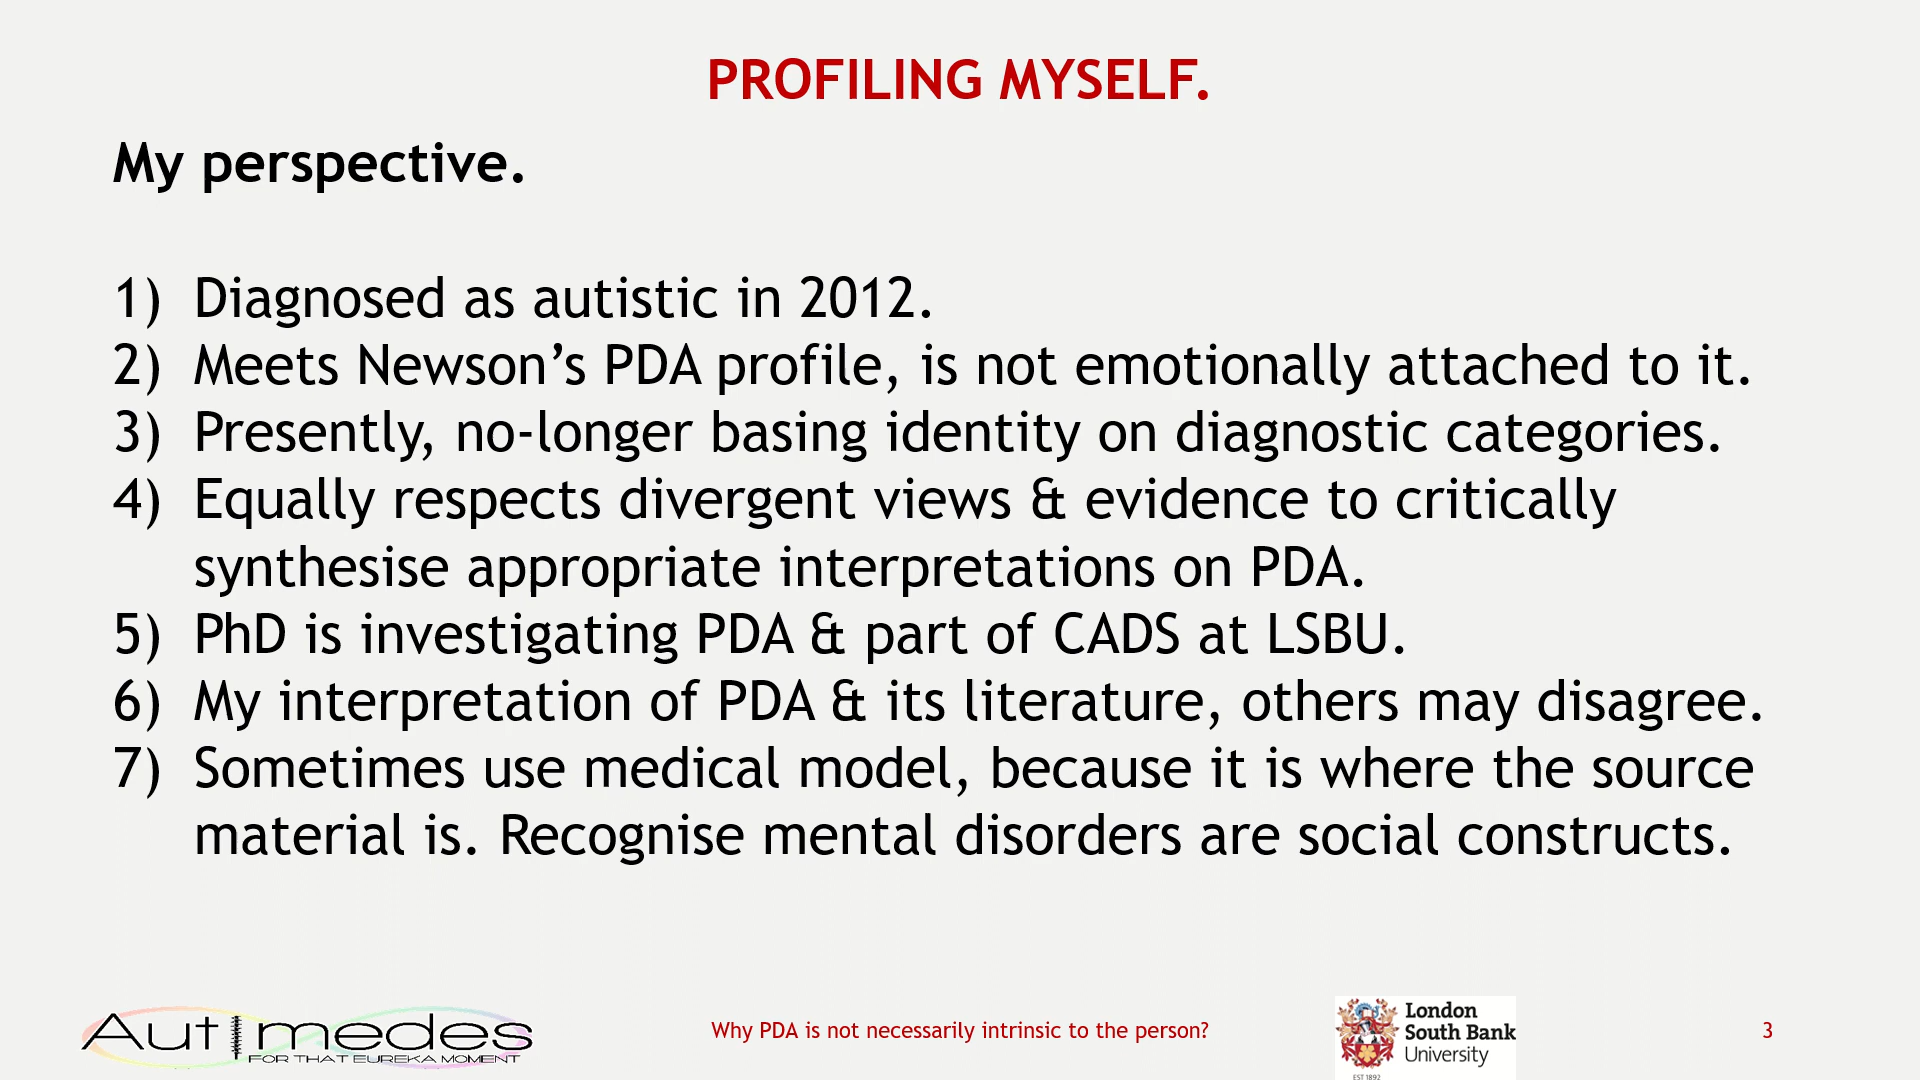 PROFILING MYSELF.
My perspective.
1) Diagnosed as autistic in 2012.
2) Meets Newson’s PDA profile, is not emotionally attached to it.
3) Presently, no-longer basing identity on diagnostic categories.
4) Equally respects divergent views & evidence to critically
synthesise appropriate interpretations on PDA.
5) PhD is investigating PDA & part of CADS at LSBU.
6) My interpretation of PDA & its literature, others may disagree.
7) Sometimes use medical model, because it is where the source
material is. Recognise mental disorders are social constructs.
Autimedes
FOR THAT EUREKA MOMENT
Why PDA is not necessarily intrinsic to the person?
London
South Bank
University
EST 1892
3